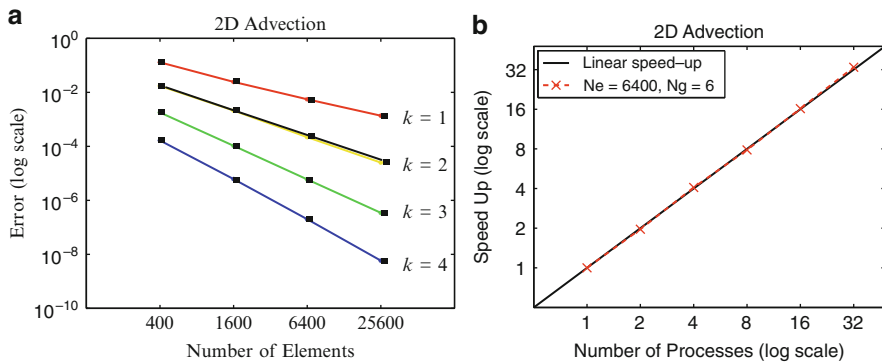 a
2D Advection
Error (log scale)
10^0
10^−2
10^−4
10^−6
10^−8
10^−10
k = 1
k = 2
k = 3
k = 4
400 1600 6400 25600
Number of Elements
b
2D Advection
Speed Up (log scale)
32
16
8
4
2
1
Linear speed–up
Ne = 6400, Ng = 6
1 2 4 8 16 32
Number of Processes (log scale)